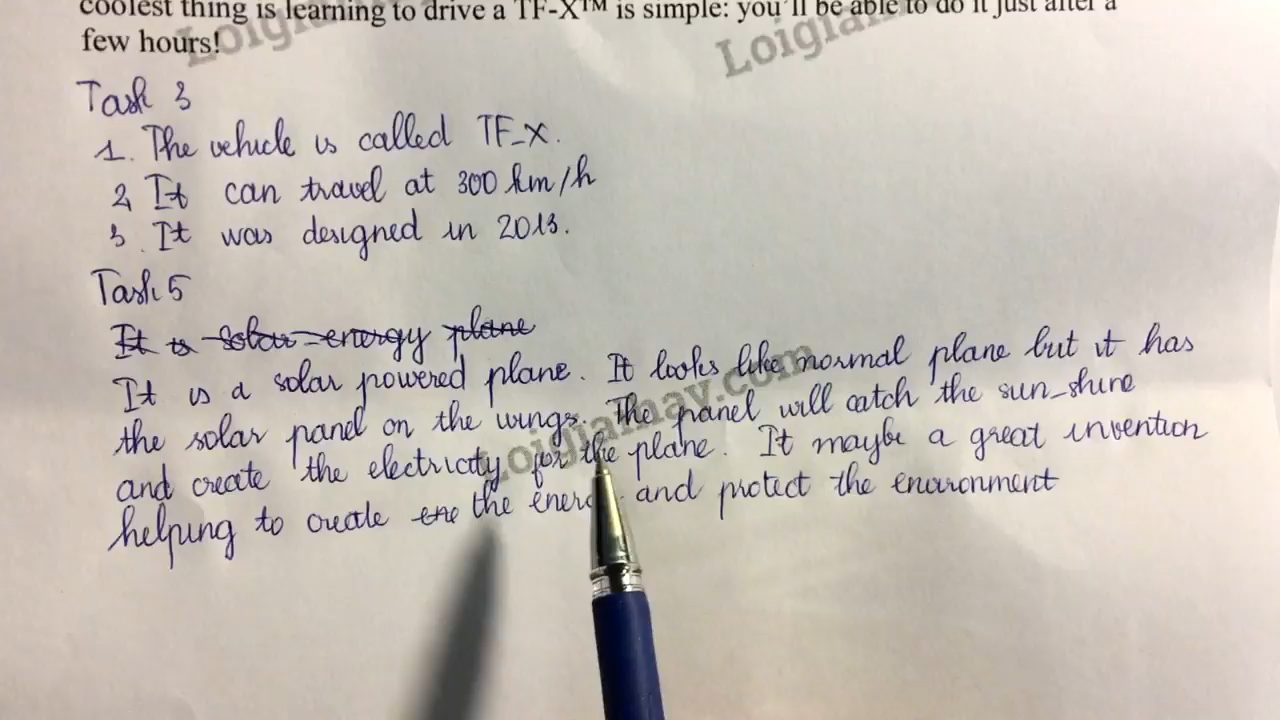 coolest thing is learning to drive a TF-X™ is simple: you'll be able to do it just after a
few hours!
Task 3
1. The vehicle is called TF-X.
2, It can travel at 300 km/h
3. It was designed in 2013.
Task 5
It is solar-energy plane
It is a solar powered plane. It looks like normal plane but it has
the solar panel on the wings. The panel will catch the sun-shine
and create the electricity for the plane. It maybe a great invention
helping to create ene the and protect the environment
Loigiahay.com